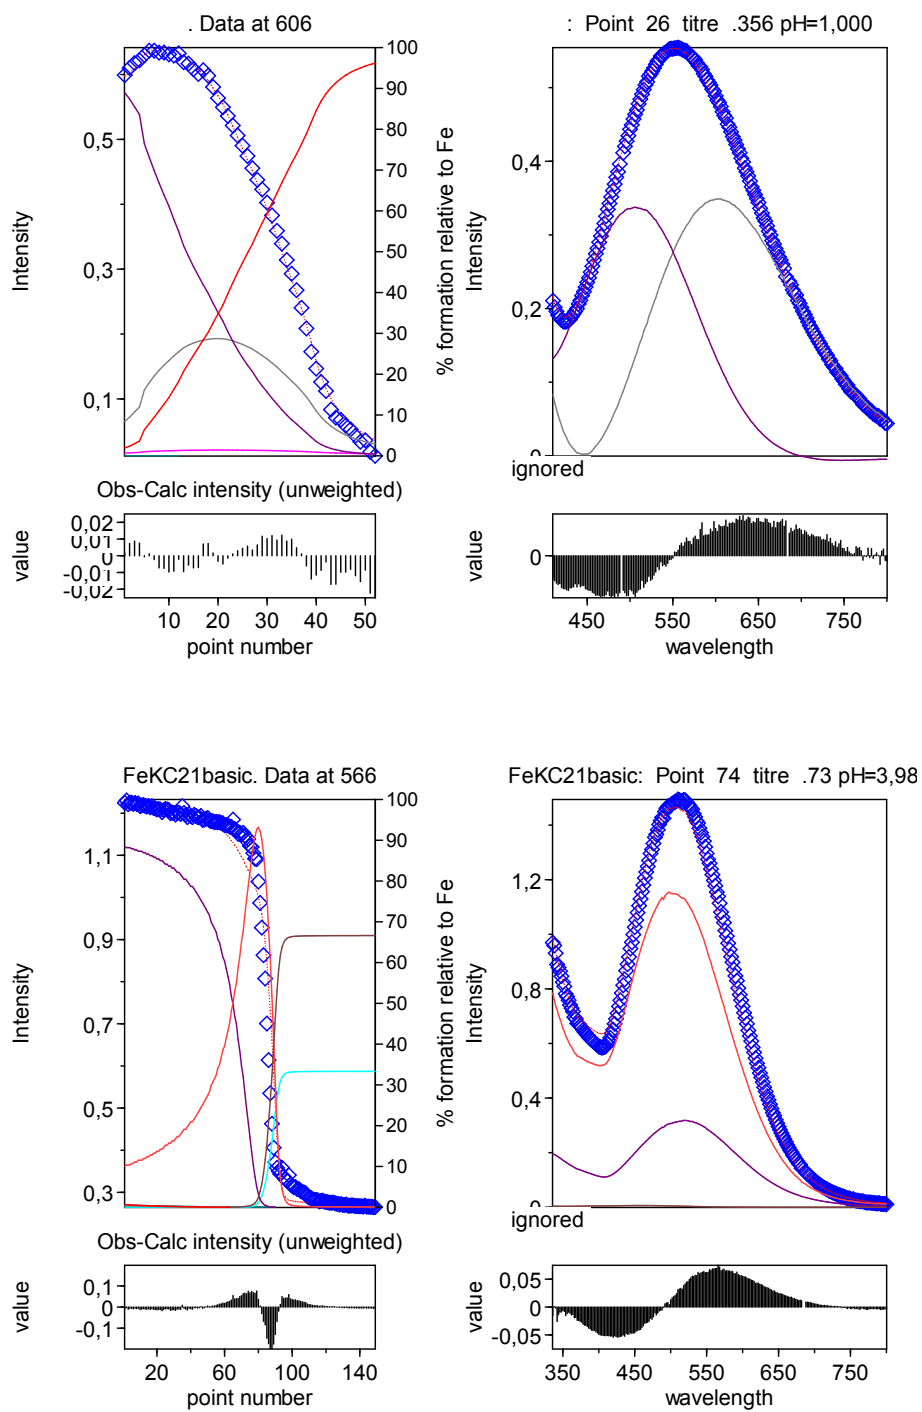 . Data at 606
Intensity
0,5
0,3
0,1
100
90
80
70
60
50
40
30
20
10
0
% formation relative to Fe
Obs-Calc intensity (unweighted)
value
0,02
0,01
0
-0,01
-0,02
10 20 30 40 50
point number
: Point 26 titre .356 pH=1,000
Intensity
0,4
0,2
0
ignored
value
0
450 550 650 750
wavelength
FeKC21basic. Data at 566
Intensity
1,1
0,9
0,7
0,5
0,3
100
90
80
70
60
50
40
30
20
10
0
% formation relative to Fe
Obs-Calc intensity (unweighted)
value
0,1
0
-0,1
20 60 100 140
point number
FeKC21basic: Point 74 titre .73 pH=3,98
Intensity
1,2
0,8
0,4
0
ignored
value
0,05
0
-0,05
350 450 550 650 750
wavelength